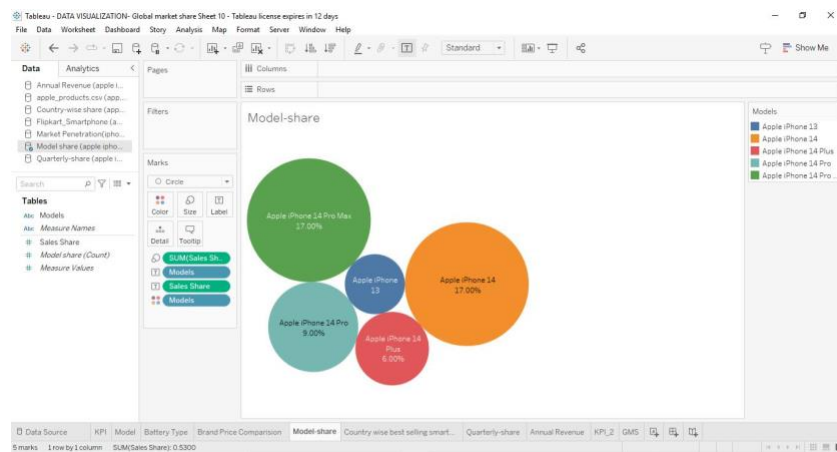 Tableau - DATA VISUALIZATION- Global market share Sheet 10 - Tableau license expires in 12 days
File Data Worksheet Dashboard Story Analysis Map Format Server Window Help
Standard
Show Me
Data Analytics
Annual Revenue (apple i...
apple_products.csv (app...
Country-wise share (app...
Flipkart_Smartphone (a...
Market Penetration(ipho...
Model share (apple ipho...
Quarterly-share (apple i...
Search
Tables
Abc Models
Abc Measure Names
# Sales Share
# Model share (Count)
# Measure Values
Pages
Filters
Marks
Circle
Color Size Label
Detail Tooltip
SUM(Sales Sh..
Models
Sales Share
Models
Columns
Rows
Model-share
Apple iPhone 14 Pro Max
17.00%
Apple iPhone
13
Apple iPhone 14
17.00%
Apple iPhone 14 Pro
9.00%
Apple iPhone 14
Plus
6.00%
Models
Apple iPhone 13
Apple iPhone 14
Apple iPhone 14 Plus
Apple iPhone 14 Pro
Apple iPhone 14 Pro ..
Data Source KPI Model Battery Type Brand Price Comparision Model-share Country wise best selling smart... Quarterly-share Annual Revenue KPI_2 GMS
5 marks 1 row by 1 column SUM(Sales Share): 0.5300